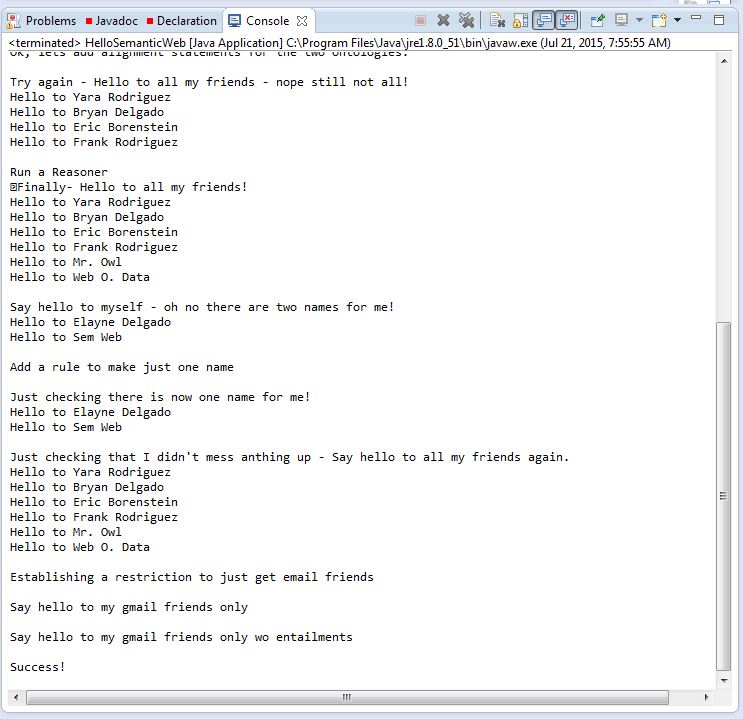 Problems Javadoc Declaration Console
<terminated> HelloSemanticWeb [Java Application] C:\Program Files\Java\jre1.8.0_51\bin\javaw.exe (Jul 21, 2015, 7:55:55 AM)
Ok, lets add alignment statements for the two ontologies.
Try again - Hello to all my friends - nope still not all!
Hello to Yara Rodriguez
Hello to Bryan Delgado
Hello to Eric Borenstein
Hello to Frank Rodriguez
Run a Reasoner
Finally- Hello to all my friends!
Hello to Yara Rodriguez
Hello to Bryan Delgado
Hello to Eric Borenstein
Hello to Frank Rodriguez
Hello to Mr. Owl
Hello to Web O. Data
Say hello to myself - oh no there are two names for me!
Hello to Elayne Delgado
Hello to Sem Web
Add a rule to make just one name
Just checking there is now one name for me!
Hello to Elayne Delgado
Hello to Sem Web
Just checking that I didn't mess anthing up - Say hello to all my friends again.
Hello to Yara Rodriguez
Hello to Bryan Delgado
Hello to Eric Borenstein
Hello to Frank Rodriguez
Hello to Mr. Owl
Hello to Web O. Data
Establishing a restriction to just get email friends
Say hello to my gmail friends only
Say hello to my gmail friends only wo entailments
Success!